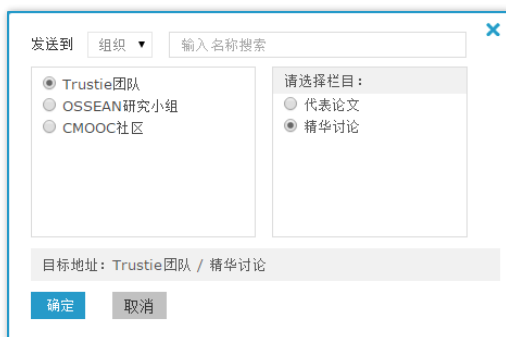 发送到 组织 输入名称搜索
Trustie团队
OSSEAN研究小组
CMOOC社区
请选择栏目：
代表论文
精华讨论
目标地址：Trustie团队 / 精华讨论
确定 取消